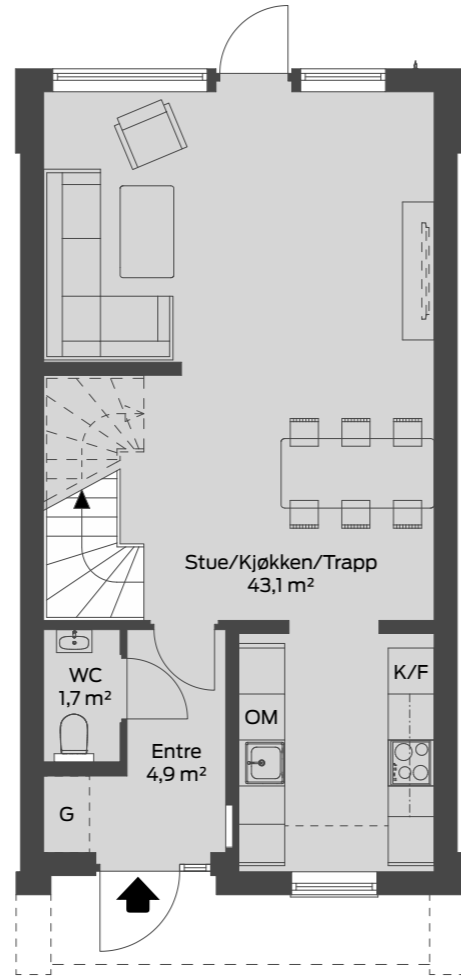 Stue/Kjøkken/Trapp
43,1 m²
WC
1,7 m²
K/F
OM
Entre
4,9 m²
G